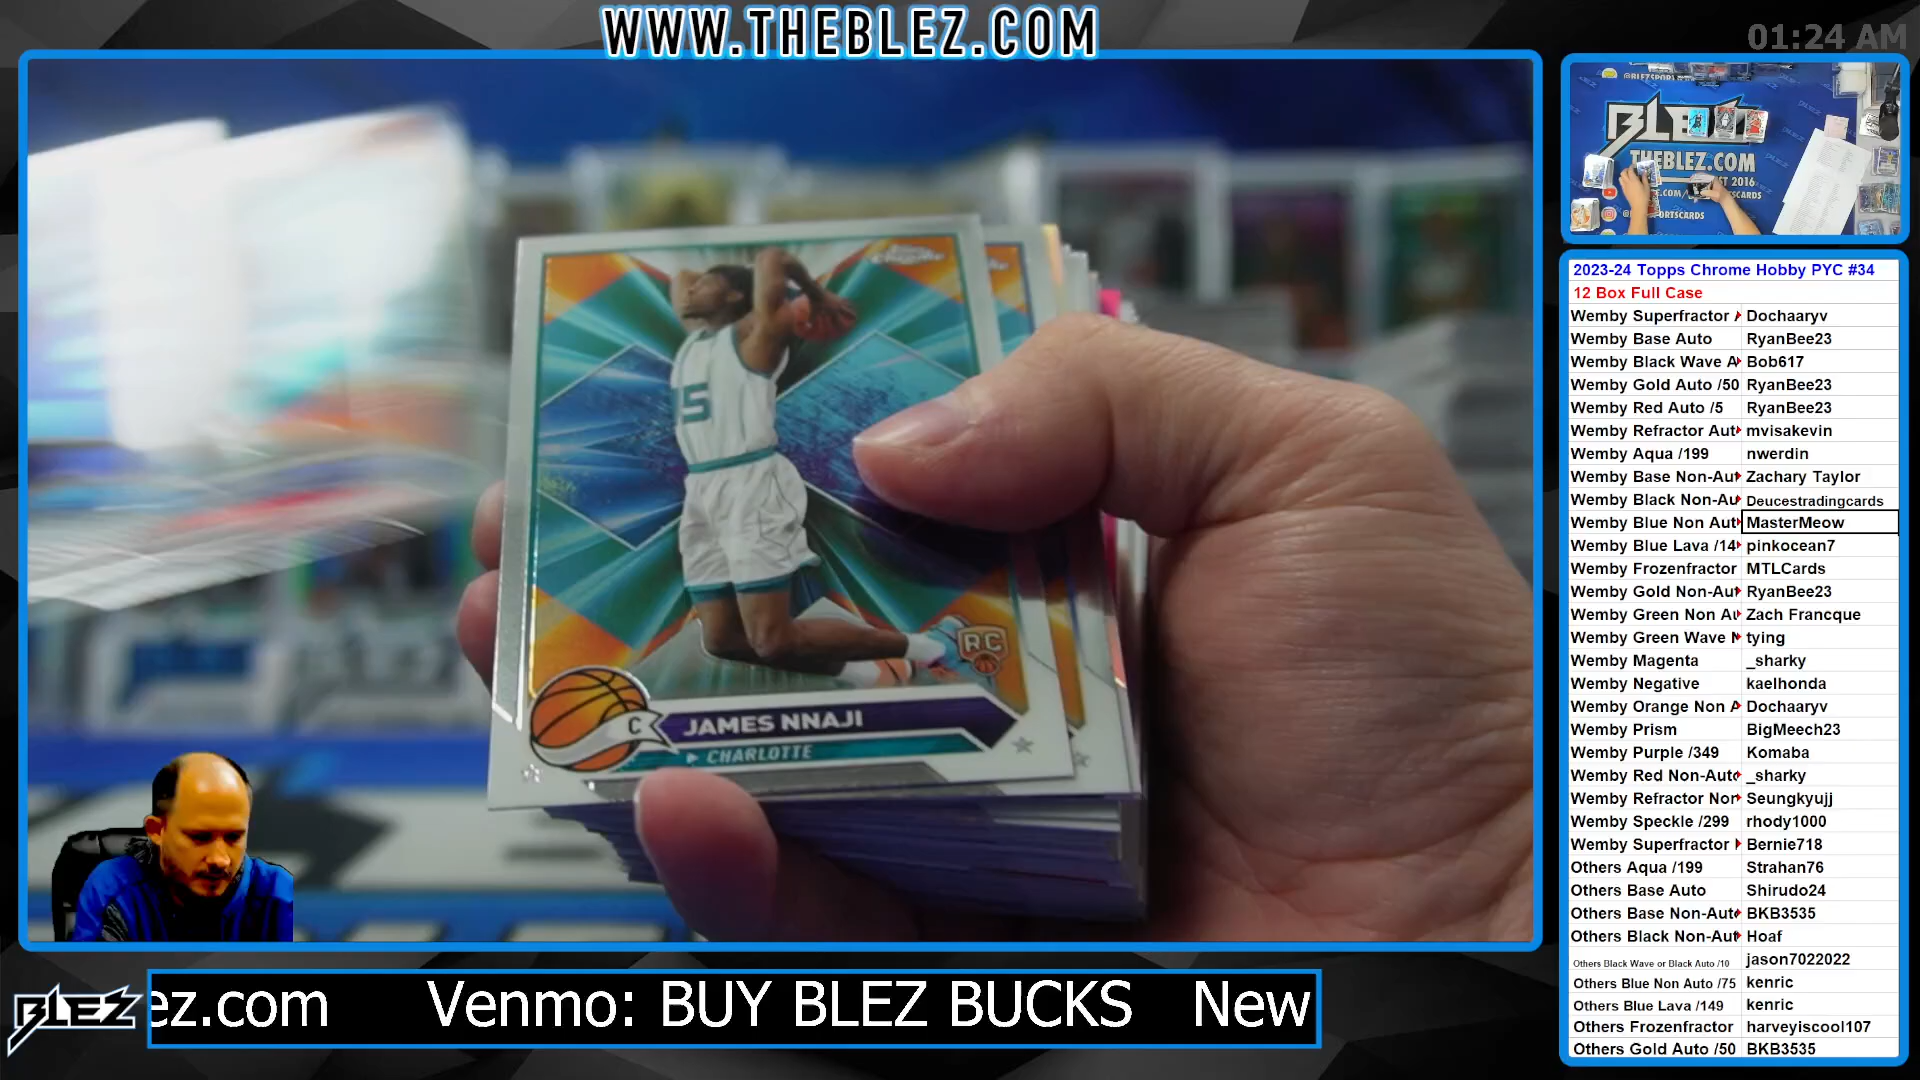 WWW.THEBLEZ.COM
01:24 AM
BLEZ
THEBLEZ.COM
2023-24 Topps Chrome Hobby PYC #34
12 Box Full Case
Wemby Superfractor Dochaaryv
Wemby Base Auto RyanBee23
Wemby Black Wave A Bob617
Wemby Gold Auto /50 RyanBee23
Wemby Red Auto /5 RyanBee23
Wemby Refractor Aut mvisakevin
Wemby Aqua /199 nwerdin
Wemby Base Non-Aut Zachary Taylor
Wemby Black Non-Au Deucestradingcards
Wemby Blue Non Aut MasterMeow
Wemby Blue Lava /14 pinkocean7
Wemby Frozenfractor MTLCards
Wemby Gold Non-Aut RyanBee23
Wemby Green Non Au Zach Francque
Wemby Green Wave N tying
Wemby Magenta _sharky
Wemby Negative kaelhonda
Wemby Orange Non A Dochaaryv
Wemby Prism BigMeech23
Wemby Purple /349 Komaba
Wemby Red Non-Auto _sharky
Wemby Refractor Non Seungkyujj
Wemby Speckle /299 rhody1000
Wemby Superfractor Bernie718
Others Aqua /199 Strahan76
Others Base Auto Shirudo24
Others Base Non-Auto BKB3535
Others Black Non-Aut Hoaf
Others Black Wave or Black Auto /10 jason7022022
Others Blue Non Auto /75 kenric
Others Blue Lava /149 kenric
Others Frozenfractor harveyiscool107
Others Gold Auto /50 BKB3535
Chrome
5
RC
C JAMES NNAJI
CHARLOTTE
BLEZ
ez.com Venmo: BUY BLEZ BUCKS New